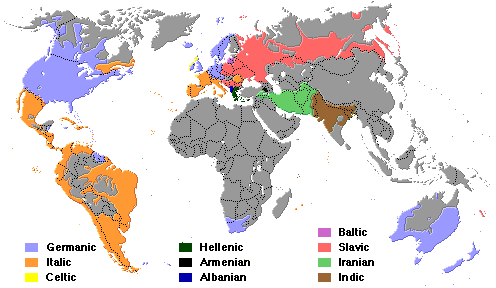 Germanic
Italic
Celtic
Hellenic
Armenian
Albanian
Baltic
Slavic
Iranian
Indic